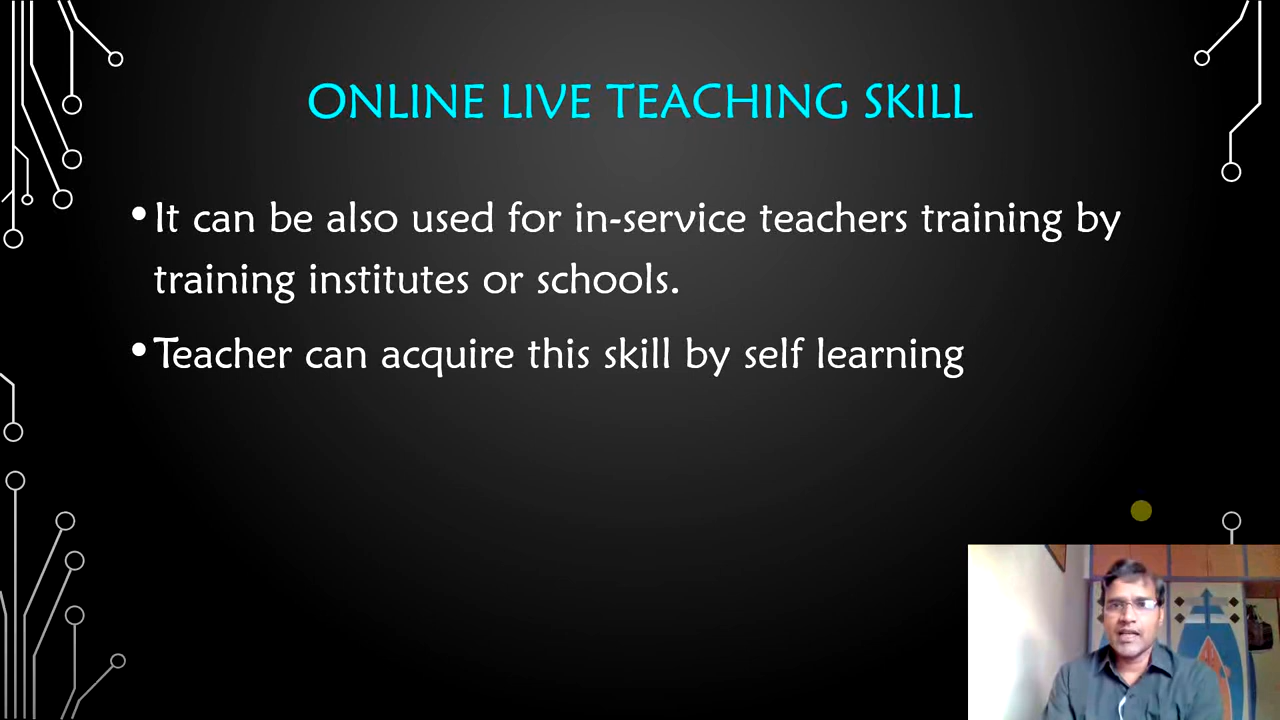 ONLINE LIVE TEACHING SKILL
•It can be also used for in-service teachers training by
training institutes or schools.
•Teacher can acquire this skill by self learning